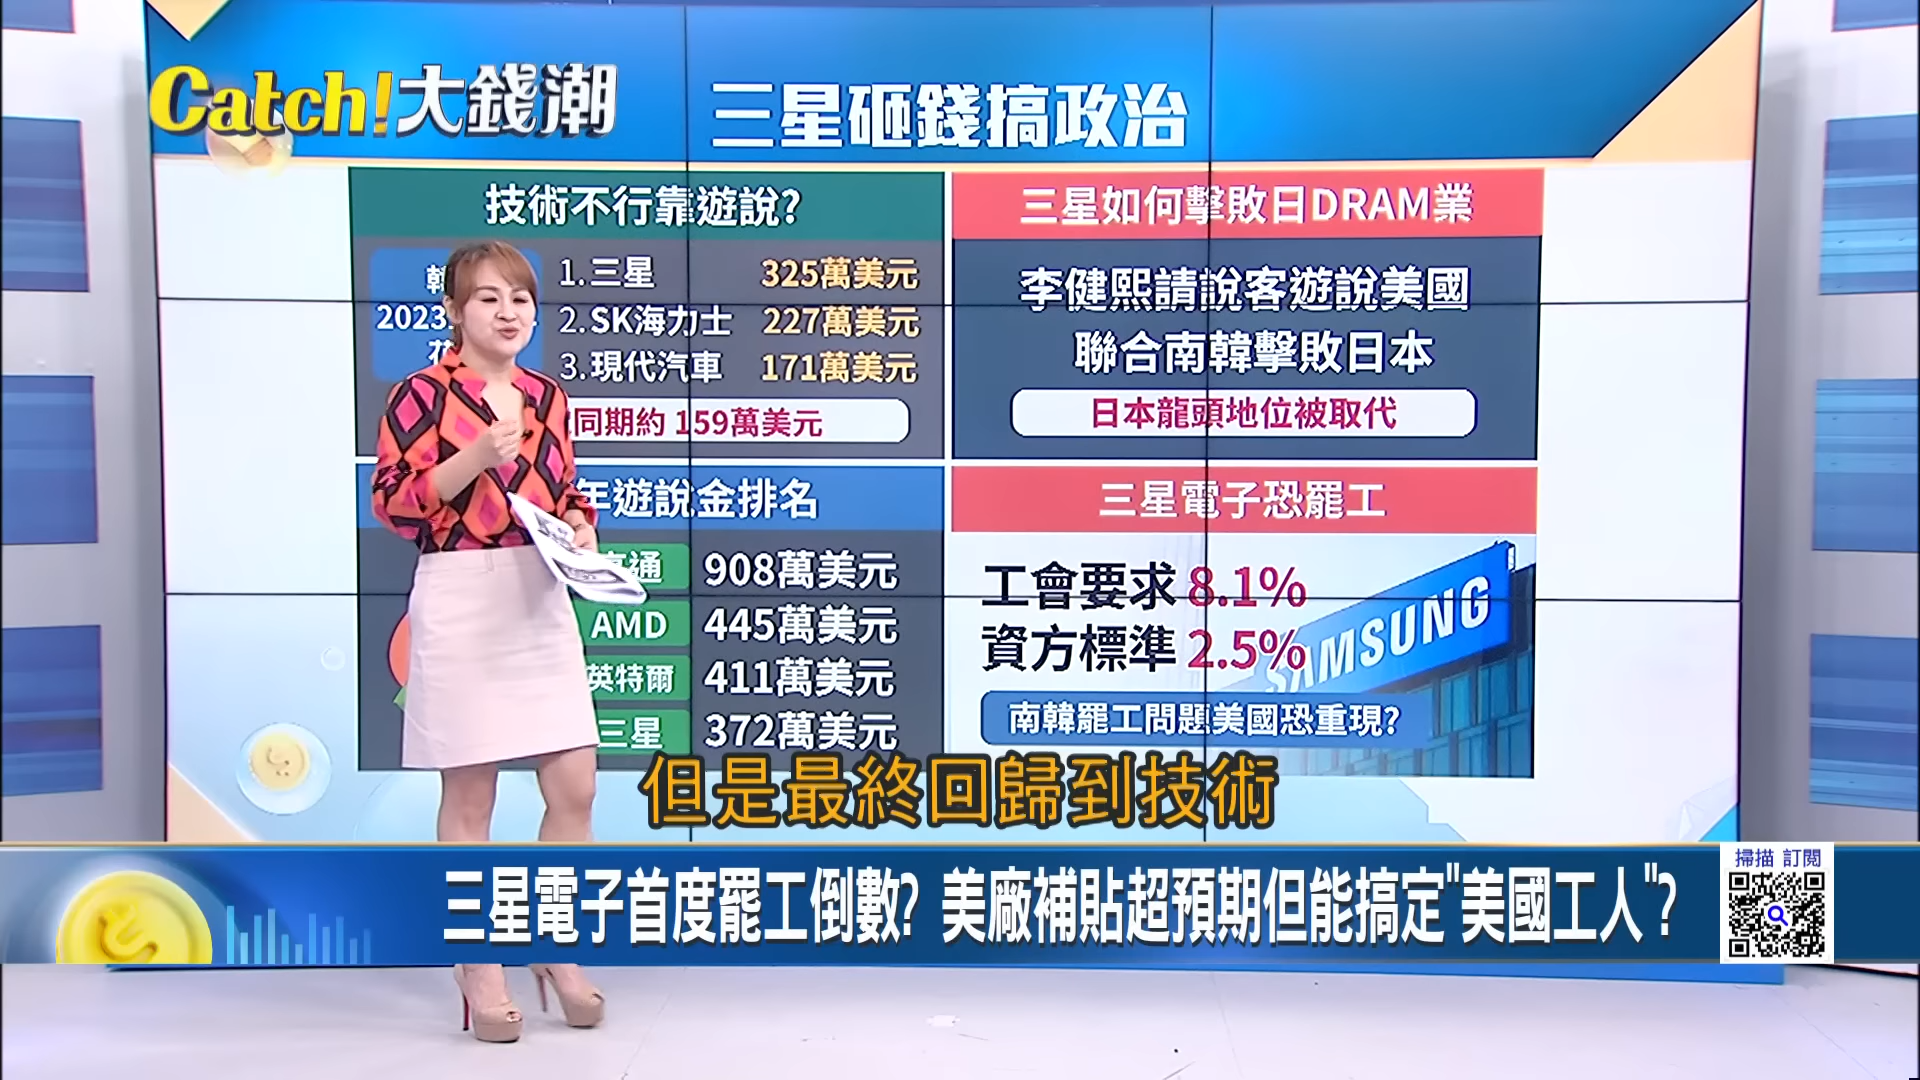 Catch!大錢潮
三星砸錢搞政治
技術不行靠遊說?
2023.
1.三星 325萬美元
2.SK海力士 227萬美元
3.現代汽車 171萬美元
同期約 159萬美元
三星如何擊敗日DRAM業
李健熙請說客遊說美國
聯合南韓擊敗日本
日本龍頭地位被取代
年遊說金排名
通 908萬美元
AMD 445萬美元
英特爾 411萬美元
三星 372萬美元
三星電子恐罷工
工會要求 8.1%
資方標準 2.5%
SAMSUNG
南韓罷工問題美國恐重現?
但是最終回歸到技術
三星電子首度罷工倒數? 美廠補貼超預期但能搞定"美國工人"?
掃描 訂閱